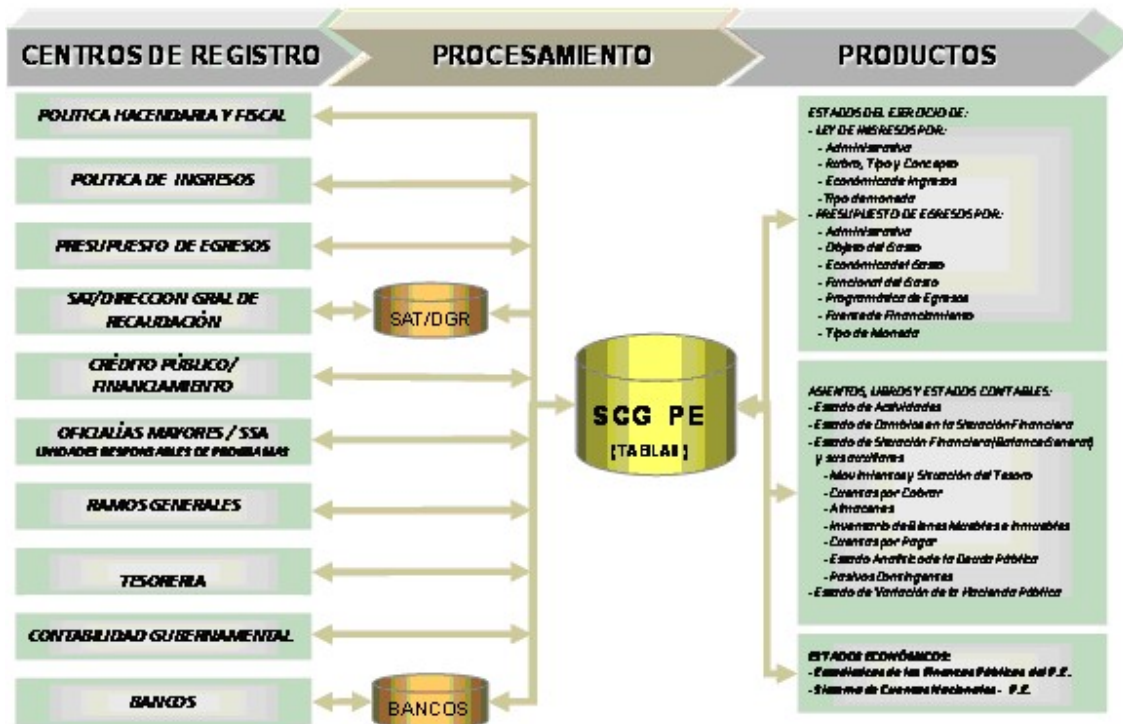 CENTROS DE REGISTRO
PROCESAMIENTO
PRODUCTOS
POLITICA HACENDARIA Y FISCAL
POLITICA DE INGRESOS
PRESUPUESTO DE EGRESOS
SAT/DIRECCION GRAL DE
RECAUDACIÓN
CRÉDITO PÚBLICO/
FINANCIAMIENTO
OFICIALÍAS MAYORES / SSA
UNIDADES RESPONSABLES DE PROGRAMAS
RAMOS GENERALES
TESORERIA
CONTABILIDAD GUBERNAMENTAL
BANCOS
SAT/DGR
BANCOS
SCG PE
(TABLAS)
ESTADOS DEL EJERCICIO DE:
- LEY DE INGRESOS POR:
- Administrativa
- Rubro, Tipo y Concepto
- Económica de Ingresos
- Tipo de moneda
- PRESUPUESTO DE EGRESOS POR:
- Administrativa
- Objeto del Gasto
- Económica del Gasto
- Funcional del Gasto
- Programática de Egresos
- Fuente de Financiamiento
- Tipo de Moneda
ASIENTOS, LIBROS Y ESTADOS CONTABLES:
- Estado de Actividades
- Estado de Cambios en la Situación Financiera
- Estado de Situación Financiera (Balance General)
y sus auxiliares
- Movimientos y Situación del Tesoro
- Cuentas por Cobrar
- Almacenes
- Inventario de Bienes Muebles e Inmuebles
- Cuentas por Pagar
- Estado Analítico de la Deuda Pública
- Pasivos Contingentes
- Estado de Variación de la Hacienda Pública
ESTADOS ECONÓMICOS:
- Estadísticas de las Finanzas Públicas del P.E.
- Sistema de Cuentas Nacionales - P.E.